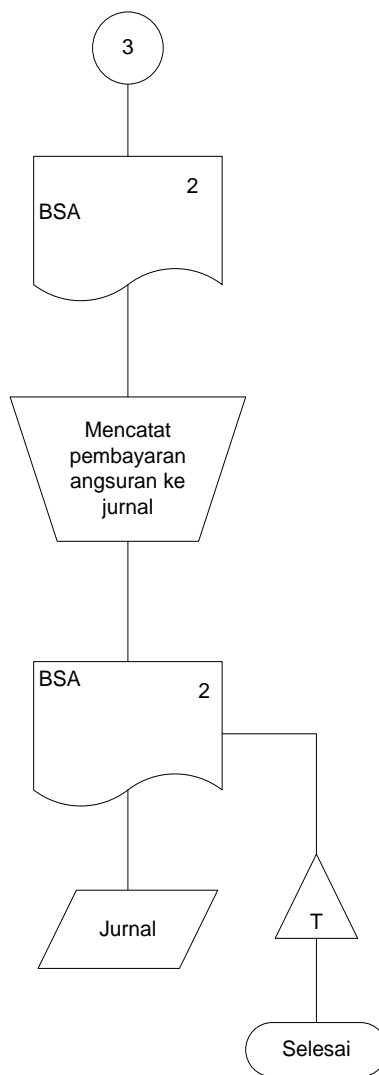 3
2
BSA
Mencatat
pembayaran
angsuran ke
jurnal
BSA
2
Jurnal
T
Selesai